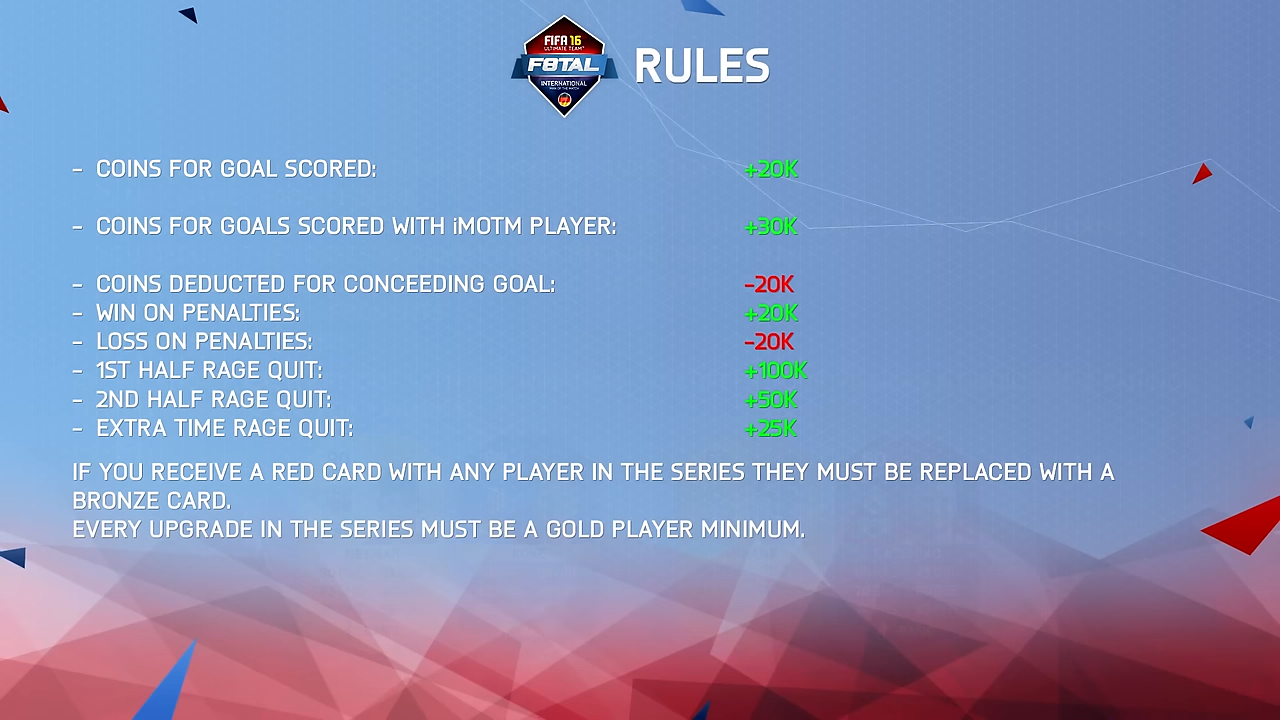 FIFA 16
ULTIMATE TEAM
F8TAL
INTERNATIONAL
MAN OF THE MATCH
RULES
- COINS FOR GOAL SCORED: +20K
- COINS FOR GOALS SCORED WITH iMOTM PLAYER: +30K
- COINS DEDUCTED FOR CONCEEDING GOAL: -20K
- WIN ON PENALTIES: +20K
- LOSS ON PENALTIES: -20K
- 1ST HALF RAGE QUIT: +100K
- 2ND HALF RAGE QUIT: +50K
- EXTRA TIME RAGE QUIT: +25K
IF YOU RECEIVE A RED CARD WITH ANY PLAYER IN THE SERIES THEY MUST BE REPLACED WITH A
BRONZE CARD.
EVERY UPGRADE IN THE SERIES MUST BE A GOLD PLAYER MINIMUM.